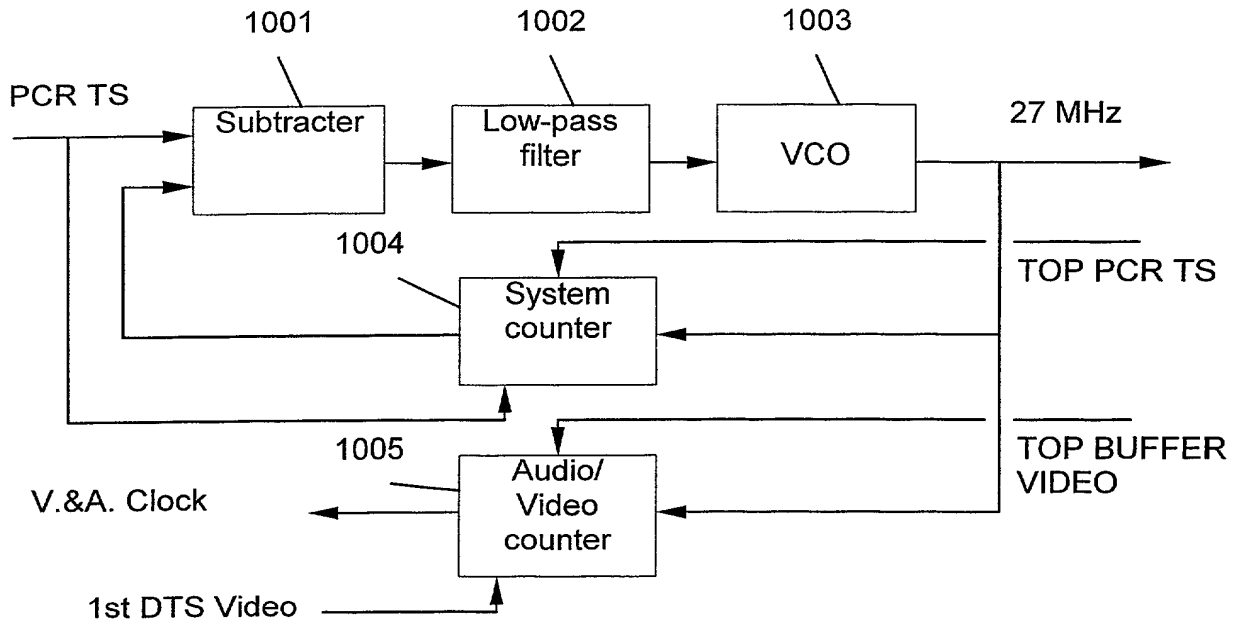 1001
1002
1003
PCR TS
Subtracter
Low-pass
filter
VCO
27 MHz
1004
System
counter
TOP PCR TS
1005
Audio/
Video
counter
TOP BUFFER
VIDEO
V.&A. Clock
1st DTS Video